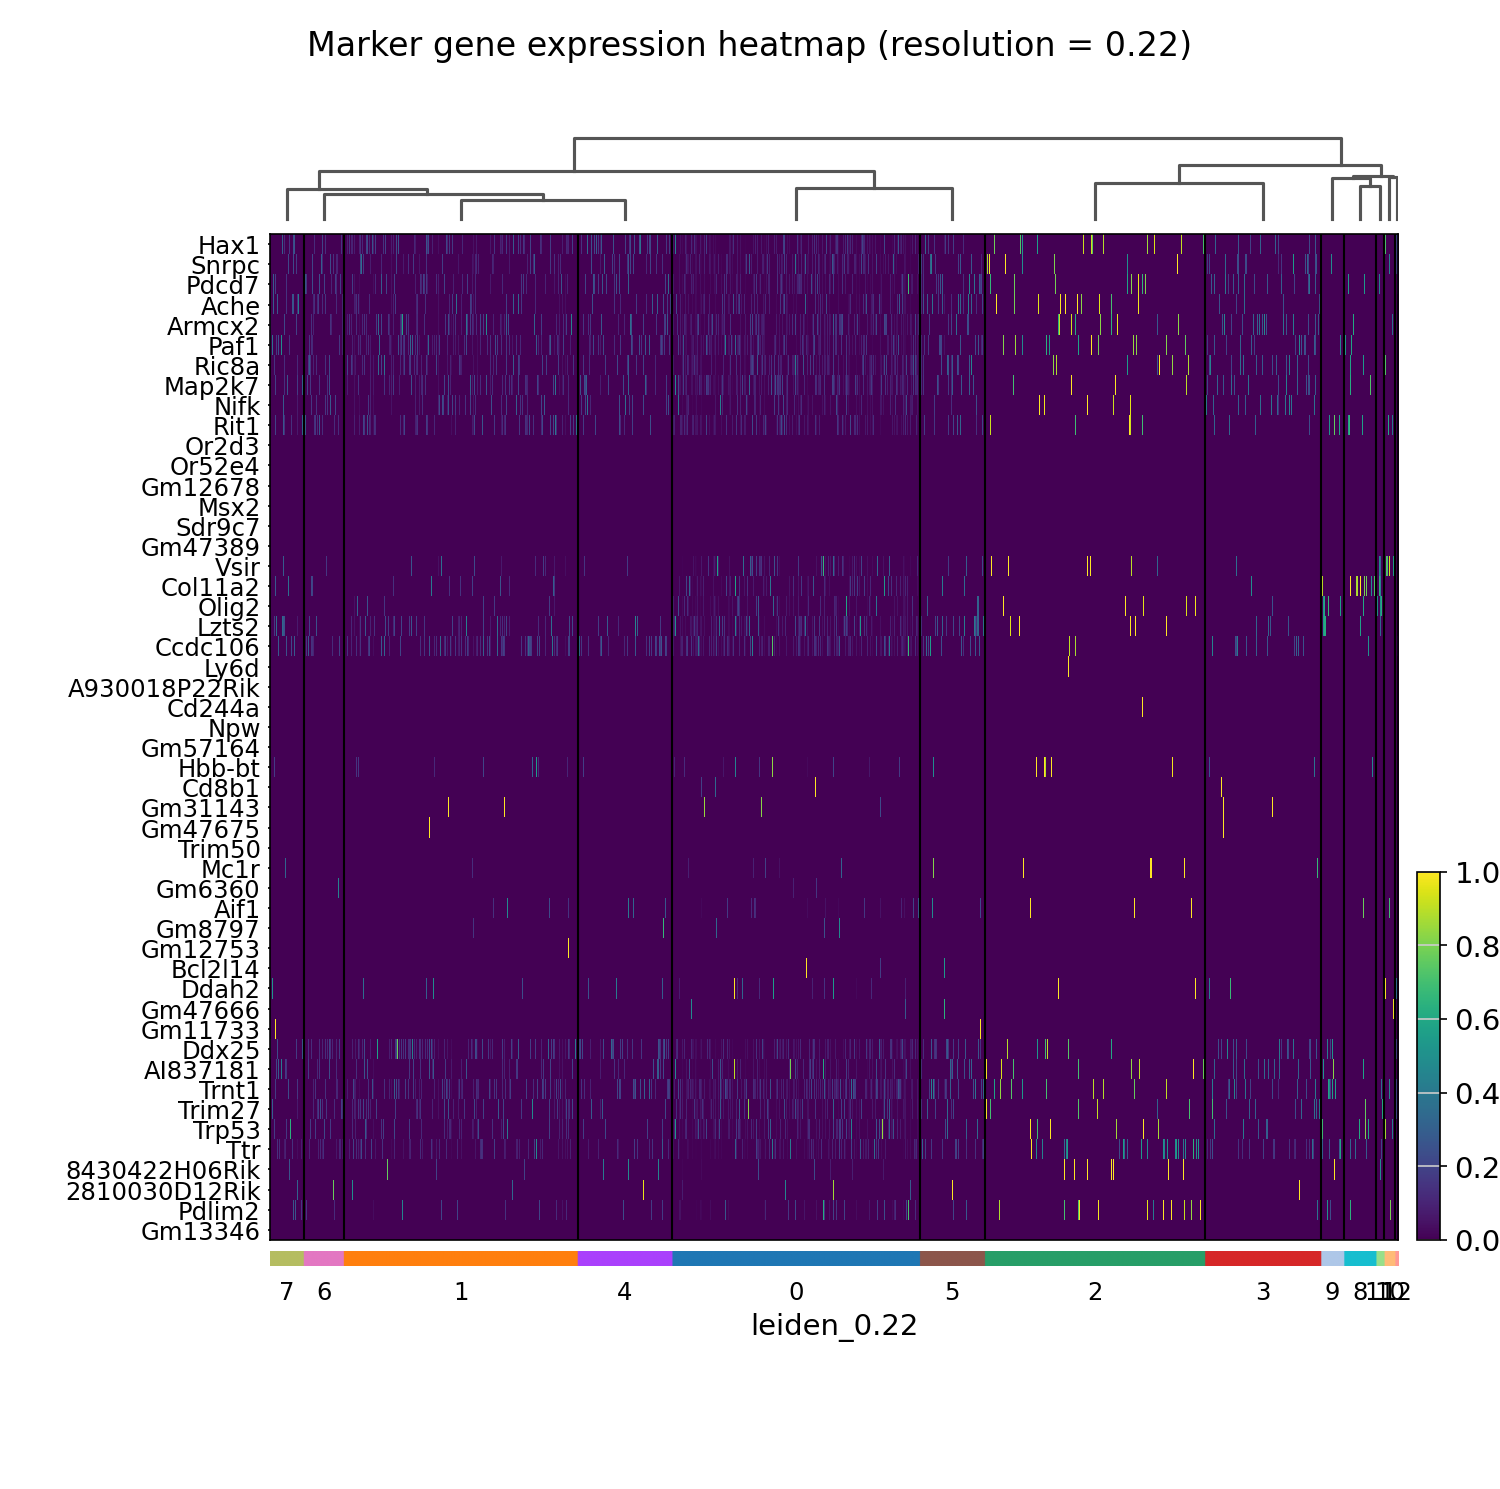 Marker gene expression heatmap (resolution = 0.22)
Hax1
Snrpc
Pdcd7
Ache
Armcx2
Paf1
Ric8a
Map2k7
Nifk
Rit1
Or2d3
Or52e4
Gm12678
Msx2
Sdr9c7
Gm47389
Vsir
Col11a2
Olig2
Lzts2
Ccdc106
Ly6d
A930018P22Rik
Cd244a
Npw
Gm57164
Hbb-bt
Cd8b1
Gm31143
Gm47675
Trim50
Mc1r
Gm6360
Aif1
Gm8797
Gm12753
Bcl2l14
Ddah2
Gm47666
Gm11733
Ddx25
AI837181
Trnt1
Trim27
Trp53
Ttr
8430422H06Rik
2810030D12Rik
Pdlim2
Gm13346
1.0
0.8
0.6
0.4
0.2
0.0
7 6 1 4 0 5 2 3 9 8
leiden_0.22